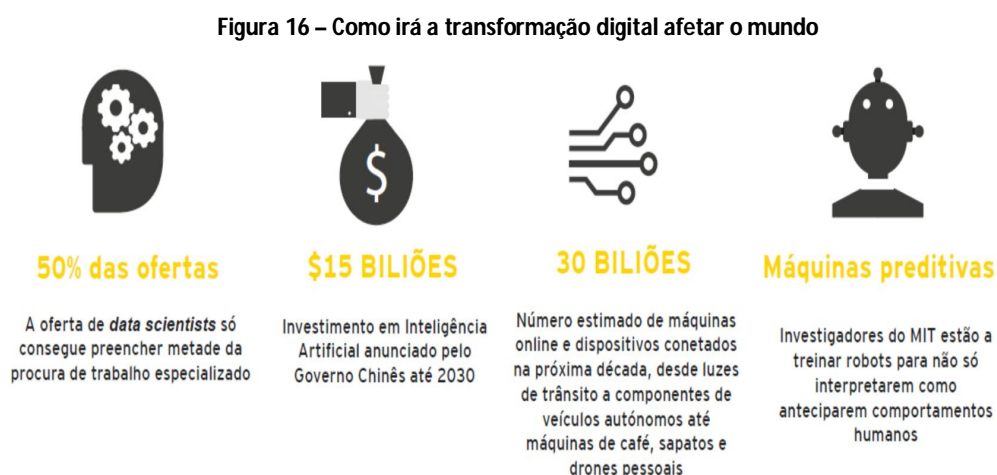 Figura 16 – Como irá a transformação digital afetar o mundo
$
50% das ofertas
A oferta de data scientists só
consegue preencher metade da
procura de trabalho especializado
$15 BILIÕES
Investimento em Inteligência
Artificial anunciado pelo
Governo Chinês até 2030
30 BILIÕES
Número estimado de máquinas
online e dispositivos conetados
na próxima década, desde luzes
de trânsito a componentes de
veículos autónomos até
máquinas de café, sapatos e
drones pessoais
Máquinas preditivas
Investigadores do MIT estão a
treinar robots para não só
interpretarem como
anteciparem comportamentos
humanos